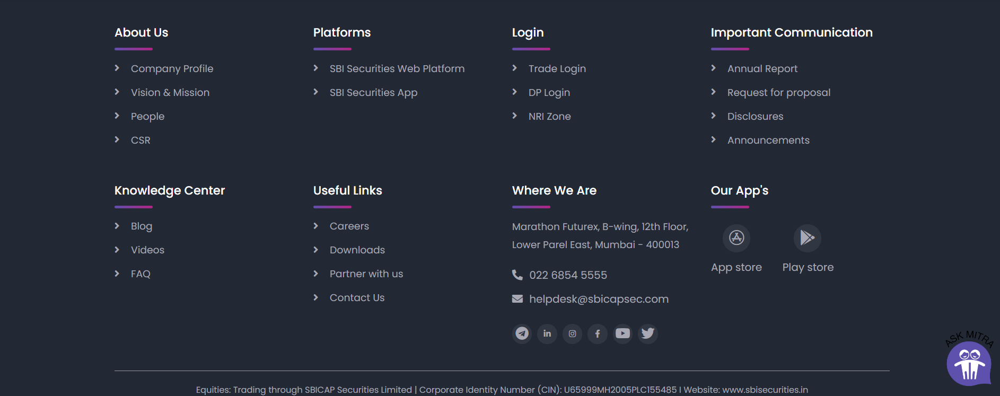 About Us
Company Profile
Vision & Mission
People
CSR
Platforms
SBI Securities Web Platform
SBI Securities App
Login
Trade Login
DP Login
NRI Zone
Important Communication
Annual Report
Request for proposal
Disclosures
Announcements
Knowledge Center
Blog
Videos
FAQ
Useful Links
Careers
Downloads
Partner with us
Contact Us
Where We Are
Marathon Futurex, B-wing, 12th Floor,
Lower Parel East, Mumbai - 400013
022 6854 5555
helpdesk@sbicapsec.com
Our App's
App store
Play store
ASK MITRA
Equities: Trading through SBICAP Securities Limited | Corporate Identity Number (CIN): U65999MH2005PLC155485 I Website: www.sbisecurities.in